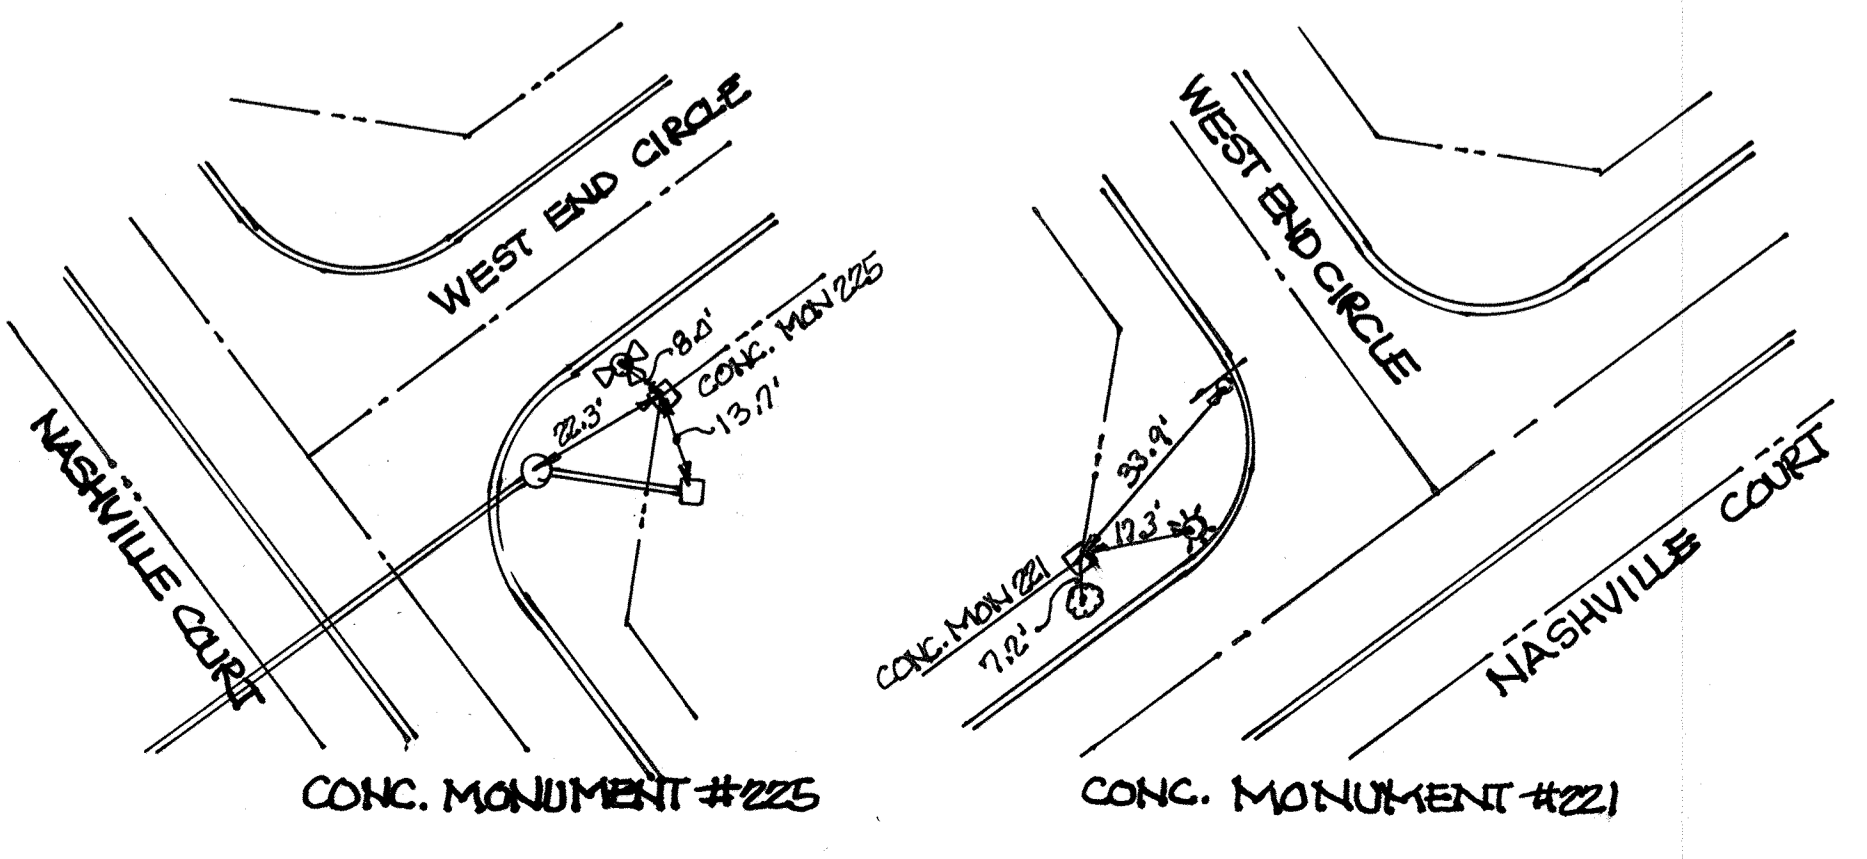 WEST END CIRCLE
8.0'
CONC. MON 225
22.3'
13.7'
NASHVILLE COURT
CONC. MONUMENT #225
WEST END CIRCLE
33.9'
17.3'
CONC. MON 221
7.2'
NASHVILLE COURT
CONC. MONUMENT #221